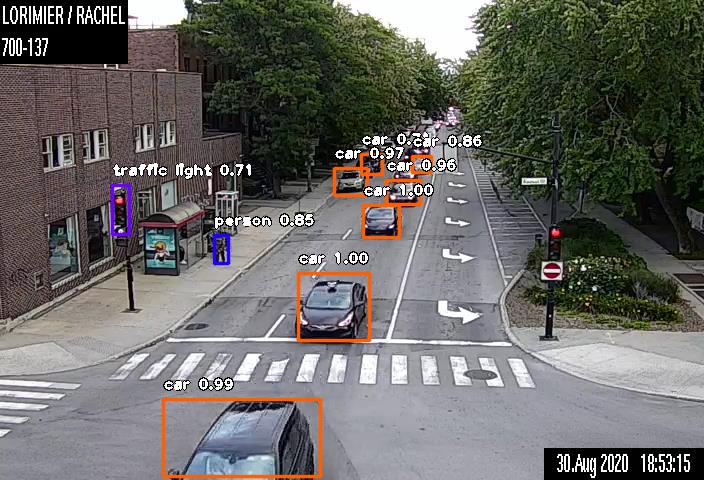 LORIMIER / RACHEL
700-137
car 0.86
car 0.97
car 0.96
traffic light 0.71
car 1.00
person 0.85
car 1.00
car 0.99
30.Aug 2020 18:53:15